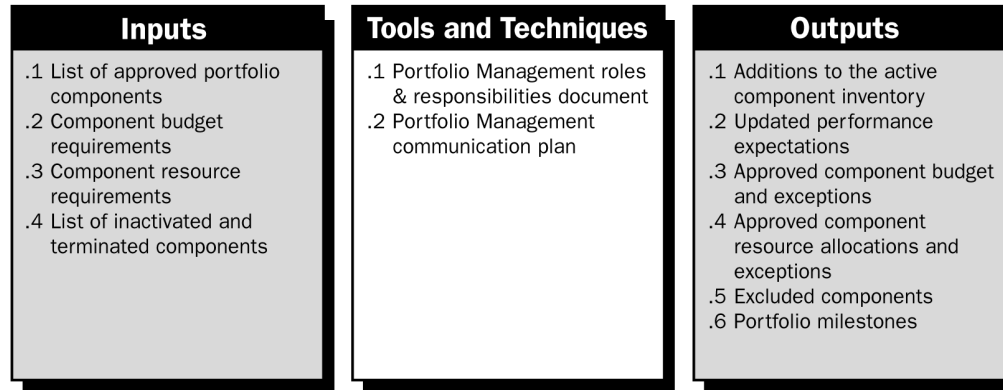 Inputs
.1 List of approved portfolio
components
.2 Component budget
requirements
.3 Component resource
requirements
.4 List of inactivated and
terminated components
Tools and Techniques
.1 Portfolio Management roles
& responsibilities document
.2 Portfolio Management
communication plan
Outputs
.1 Additions to the active
component inventory
.2 Updated performance
expectations
.3 Approved component budget
and exceptions
.4 Approved component
resource allocations and
exceptions
.5 Excluded components
.6 Portfolio milestones